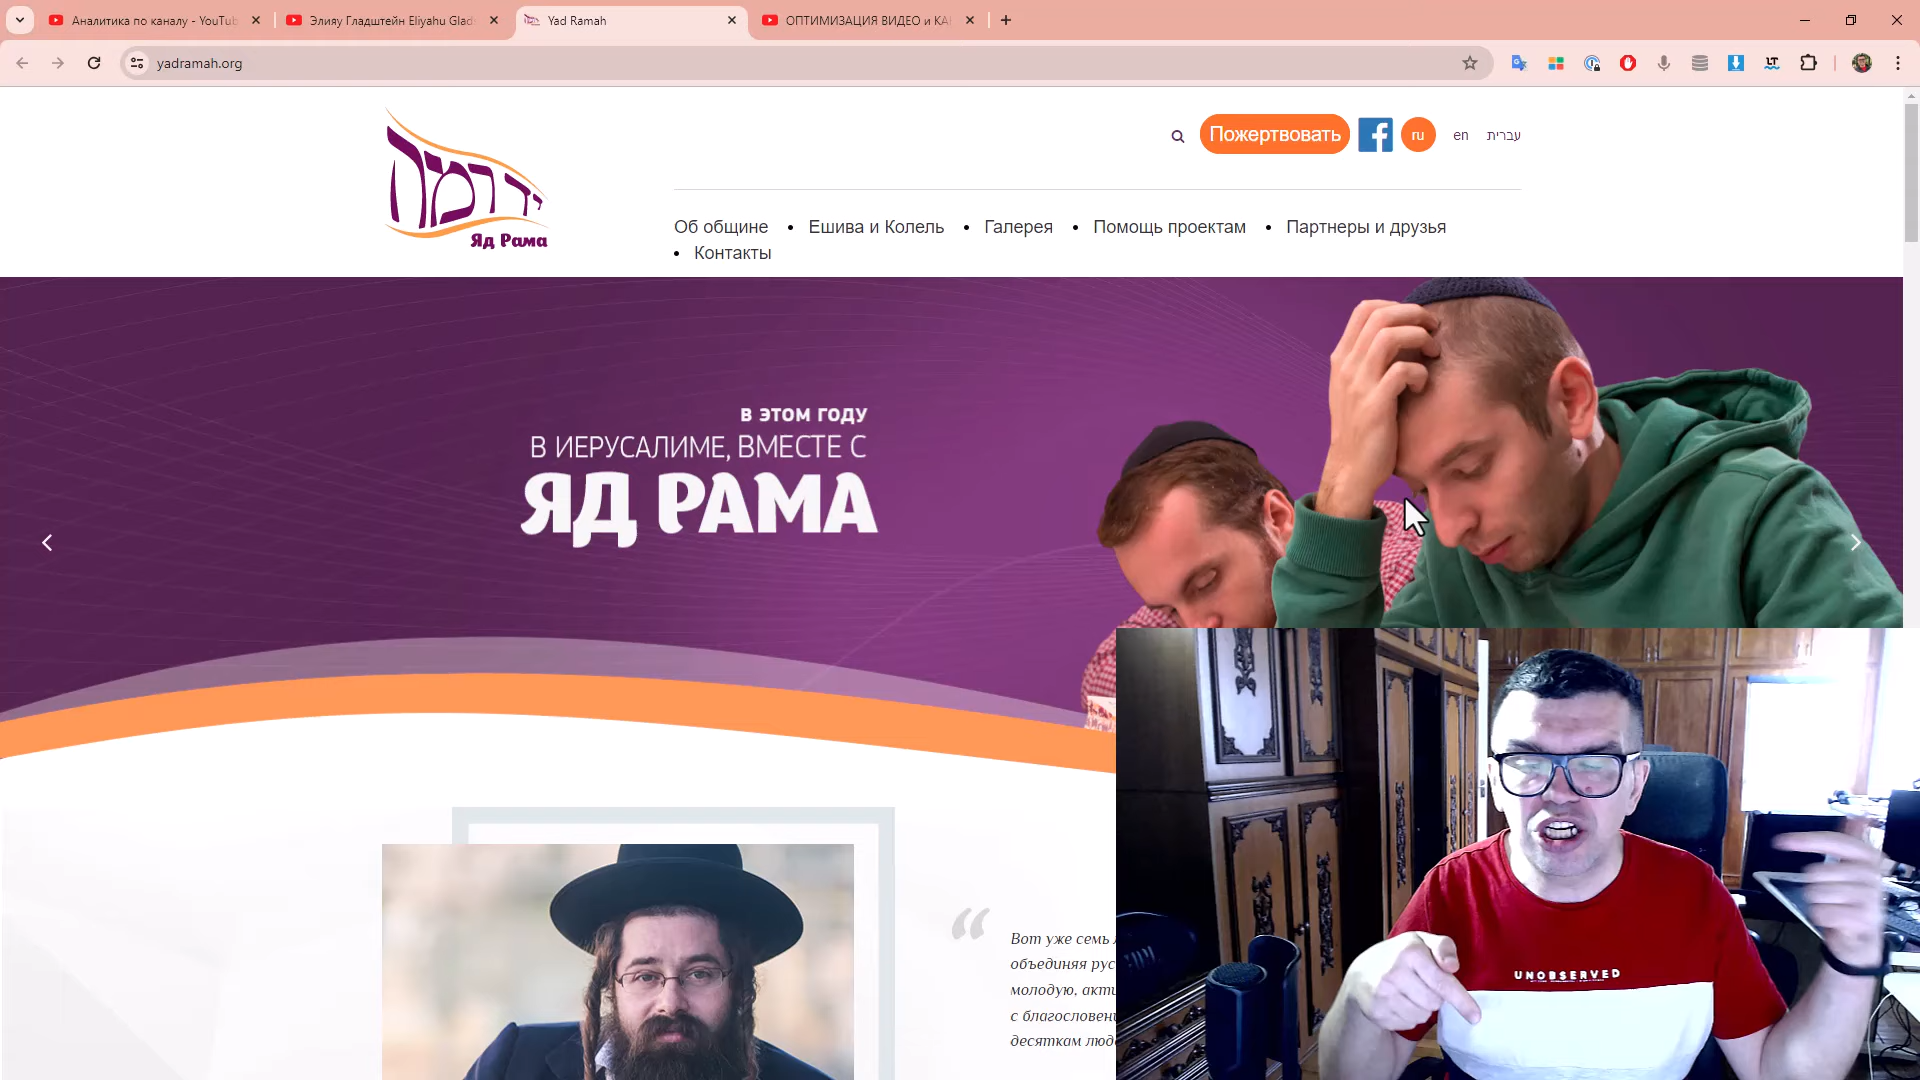 Аналитика по каналу - YouTub
Элияу Гладштейн Eliyahu Glad
Yad Ramah
ОПТИМИЗАЦИЯ ВИДЕО и КА
yadramah.org
יד רמה
Яд Рама
Пожертвовать
ru
en
עברית
Об общине • Ешива и Колель • Галерея • Помощь проектам • Партнеры и друзья
• Контакты
В ЭТОМ ГОДУ
В ИЕРУСАЛИМЕ, ВМЕСТЕ С
ЯД РАМА
“
Вот уже семь
объединяя рус
молодую, акти
с благословен
десяткам люд
UNOBSERVED